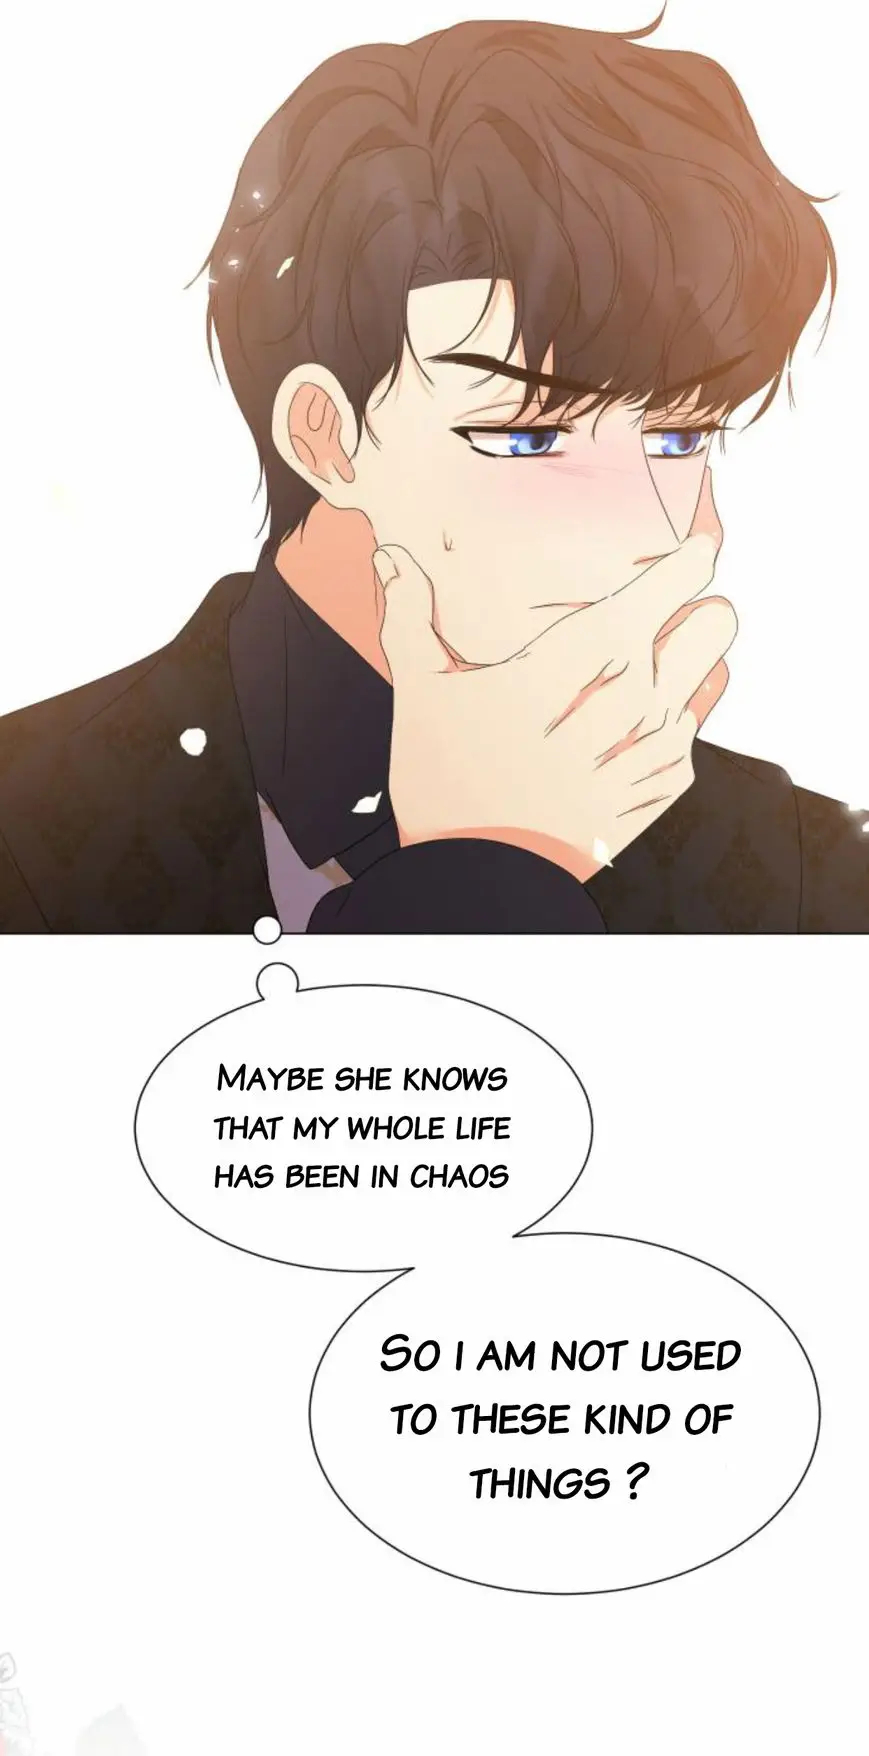 MAYBE SHE KNOWS
THAT MY WHOLE LIFE
HAS BEEN IN CHAOS
SO I AM NOT USED
TO THESE KIND OF
THINGS ?